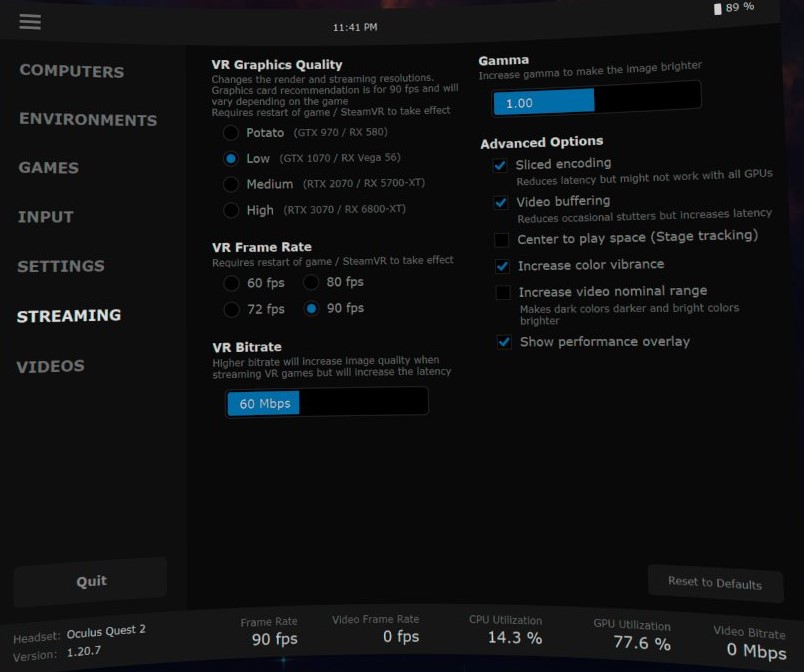 11:41 PM
89 %
COMPUTERS
ENVIRONMENTS
GAMES
INPUT
SETTINGS
STREAMING
VIDEOS
Quit
VR Graphics Quality
Changes the render and streaming resolutions.
Graphics card recommendation is for 90 fps and will
vary depending on the game
Requires restart of game / SteamVR to take effect
Potato (GTX 970 / RX 580)
Low (GTX 1070 / RX Vega 56)
Medium (RTX 2070 / RX 5700-XT)
High (RTX 3070 / RX 6800-XT)
VR Frame Rate
Requires restart of game / SteamVR to take effect
60 fps 80 fps
72 fps 90 fps
VR Bitrate
Higher bitrate will increase image quality when
streaming VR games but will increase the latency
60 Mbps
Gamma
Increase gamma to make the image brighter
1.00
Advanced Options
Sliced encoding
Reduces latency but might not work with all GPUs
Video buffering
Reduces occasional stutters but increases latency
Center to play space (Stage tracking)
Increase color vibrance
Increase video nominal range
Makes dark colors darker and bright colors
brighter
Show performance overlay
Reset to Defaults
Headset: Oculus Quest 2
Version: 1.20.7
Frame Rate
90 fps
Video Frame Rate
0 fps
CPU Utilization
14.3 %
GPU Utilization
77.6 %
Video Bitrate
0 Mbps